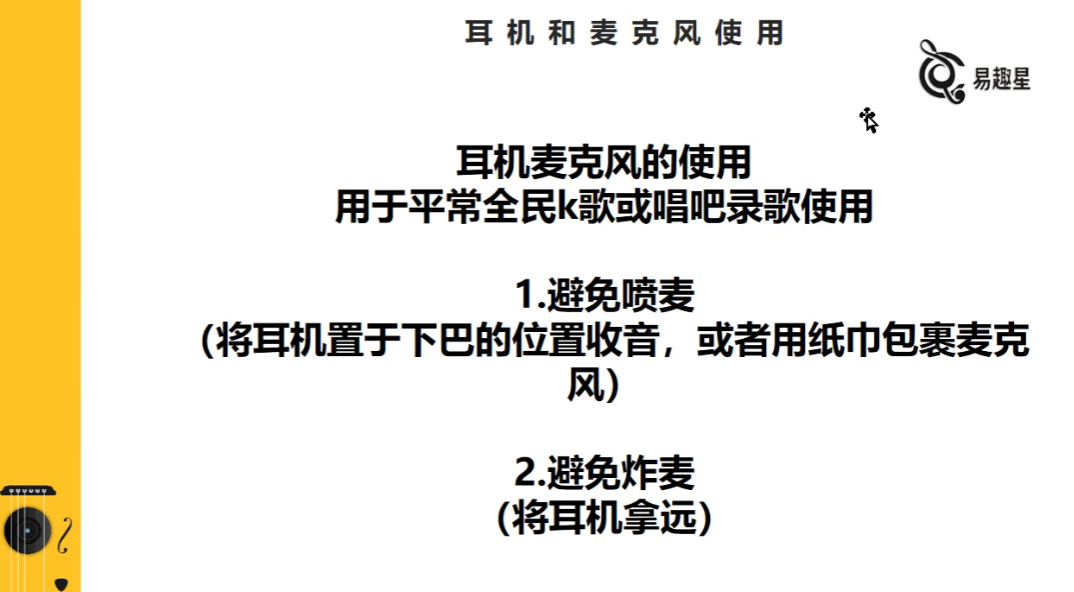 耳机和麦克风使用
易趣星
耳机麦克风的使用
用于平常全民k歌或唱吧录歌使用
1.避免喷麦
（将耳机置于下巴的位置收音，或者用纸巾包裹麦克
风）
2.避免炸麦
（将耳机拿远）